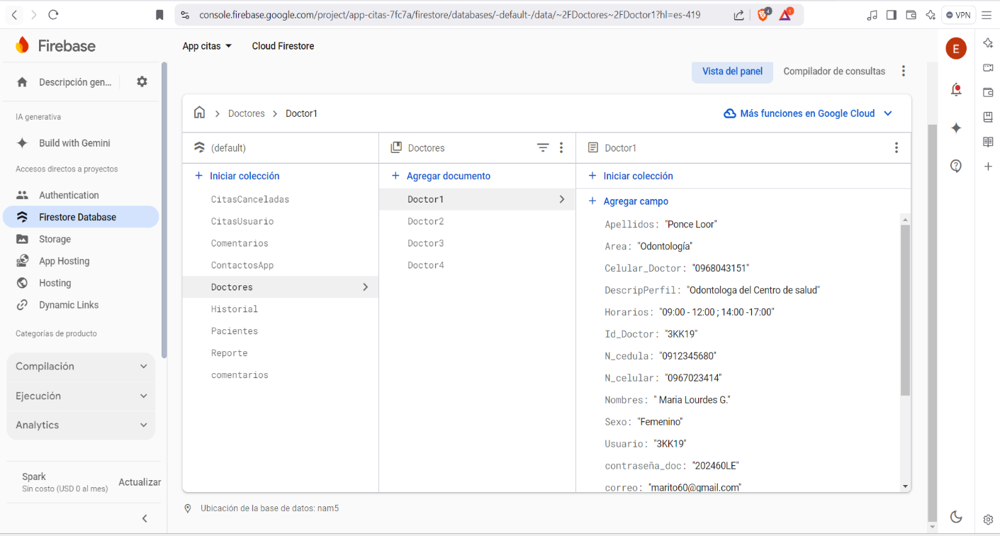 console.firebase.google.com/project/app-citas-7fc7a/firestore/databases/-default-/data/~2FDoctores~2FDoctor1?hl=es-419
4
1
VPN
Firebase
App citas
Cloud Firestore
E
Descripción gen...
Vista del panel
Compilador de consultas
IA generativa
Build with Gemini
Accesos directos a proyectos
Authentication
Firestore Database
Storage
App Hosting
Hosting
Dynamic Links
Categorías de producto
Compilación
Ejecución
Analytics
Spark
Sin costo (USD 0 al mes)
Actualizar
Doctores
Doctor1
Más funciones en Google Cloud
(default)
Iniciar colección
CitasCanceladas
CitasUsuario
Comentarios
ContactosApp
Doctores
Historial
Pacientes
Reporte
comentarios
Doctores
Agregar documento
Doctor1
Doctor2
Doctor3
Doctor4
Doctor1
Iniciar colección
Agregar campo
Apellidos: "Ponce Loor"
Area: "Odontología"
Celular_Doctor: "0968043151"
DescripPerfil: "Odontologa del Centro de salud"
Horarios: "09:00 - 12:00 ; 14:00 -17:00"
Id_Doctor: "3KK19"
N_cedula: "0912345680"
N_celular: "0967023414"
Nombres: " Maria Lourdes G."
Sexo: "Femenino"
Usuario: "3KK19"
contraseña_doc: "202460LE"
correo: "marito60@gmail.com"
Ubicación de la base de datos: nam5